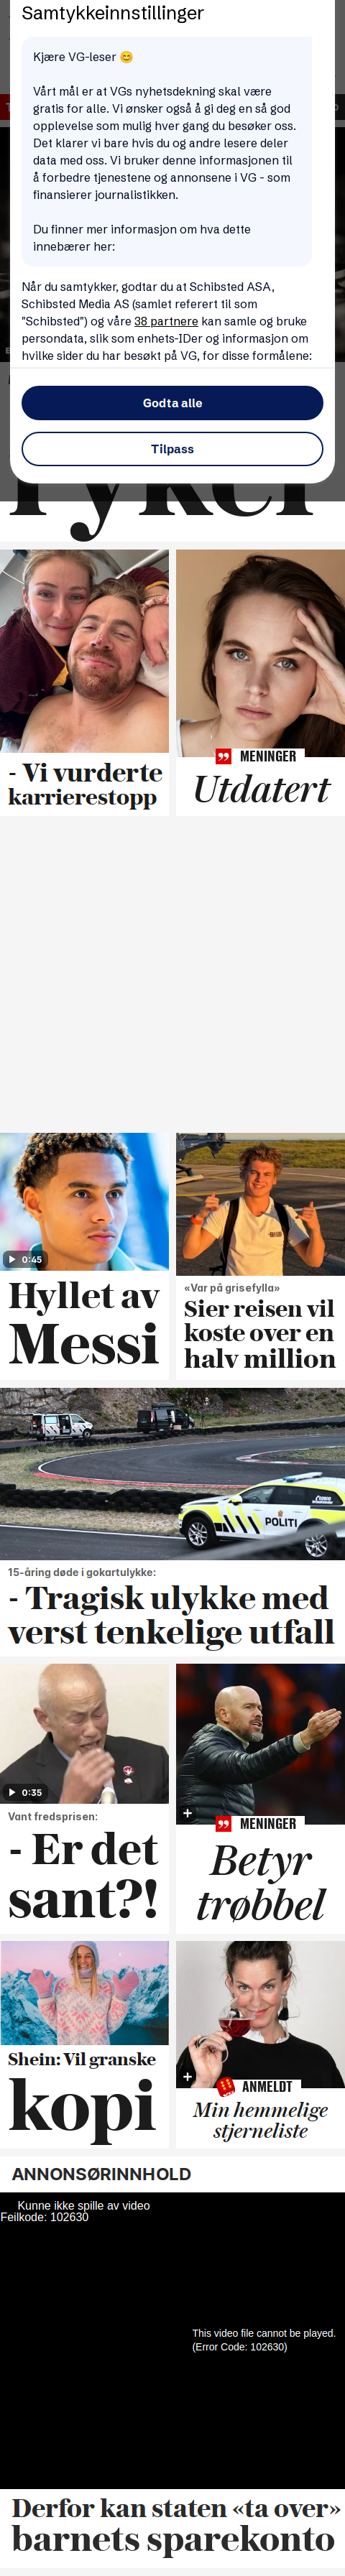 Samtykkeinnstillinger
Kjære VG-leser 😊
Vårt mål er at VGs nyhetsdekning skal være
gratis for alle. Vi ønsker også å gi deg en så god
opplevelse som mulig hver gang du besøker oss.
Det klarer vi bare hvis du og andre lesere deler
data med oss. Vi bruker denne informasjonen til
å forbedre tjenestene og annonsene i VG - som
finansierer journalistikken.
Du finner mer informasjon om hva dette
innebærer her:
Når du samtykker, godtar du at Schibsted ASA,
Schibsted Media AS (samlet referert til som
"Schibsted") og våre 38 partnere kan samle og bruke
persondata, slik som enhets-IDer og informasjon om
hvilke sider du har besøkt på VG, for disse formålene:
Godta alle
Tilpass
- Vi vurderte
karrierestopp
MENINGER
Utdatert
0:45
Hyllet av
Messi
«Var på grisefylla»
Sier reisen vil
koste over en
halv million
POLITI
15-åring døde i gokartulykke:
- Tragisk ulykke med
verst tenkelige utfall
0:35
Vant fredsprisen:
- Er det
sant?!
MENINGER
Betyr
trøbbel
Shein: Vil granske
kopi
ANMELDT
Min hemmelige
stjerneliste
ANNONSØRINNHOLD
Kunne ikke spille av video
Feilkode: 102630
This video file cannot be played.
(Error Code: 102630)
Derfor kan staten «ta over»
barnets sparekonto